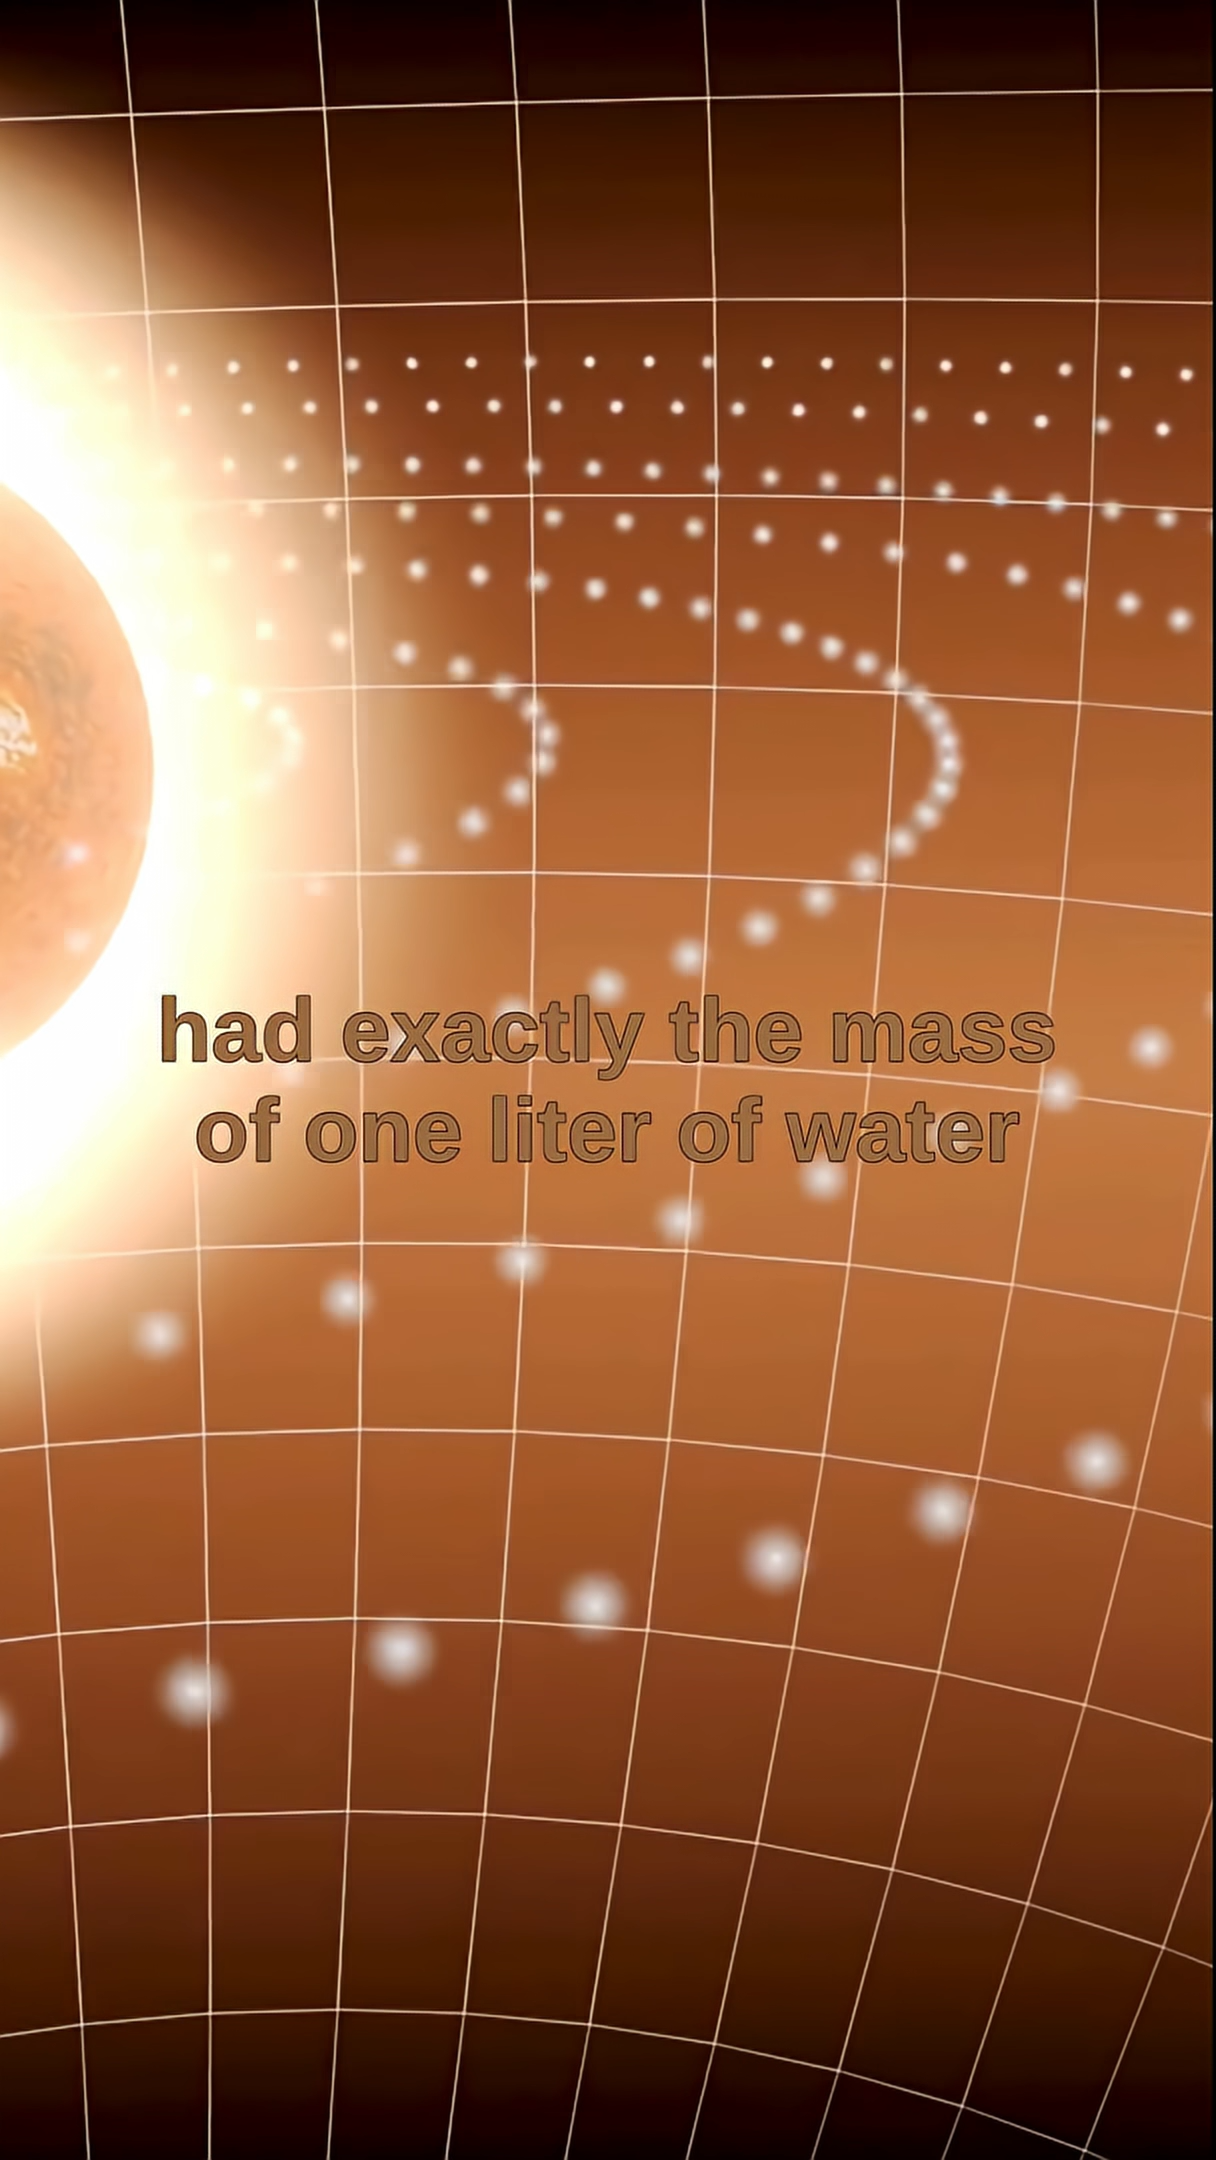 had exactly the mass
of one liter of water